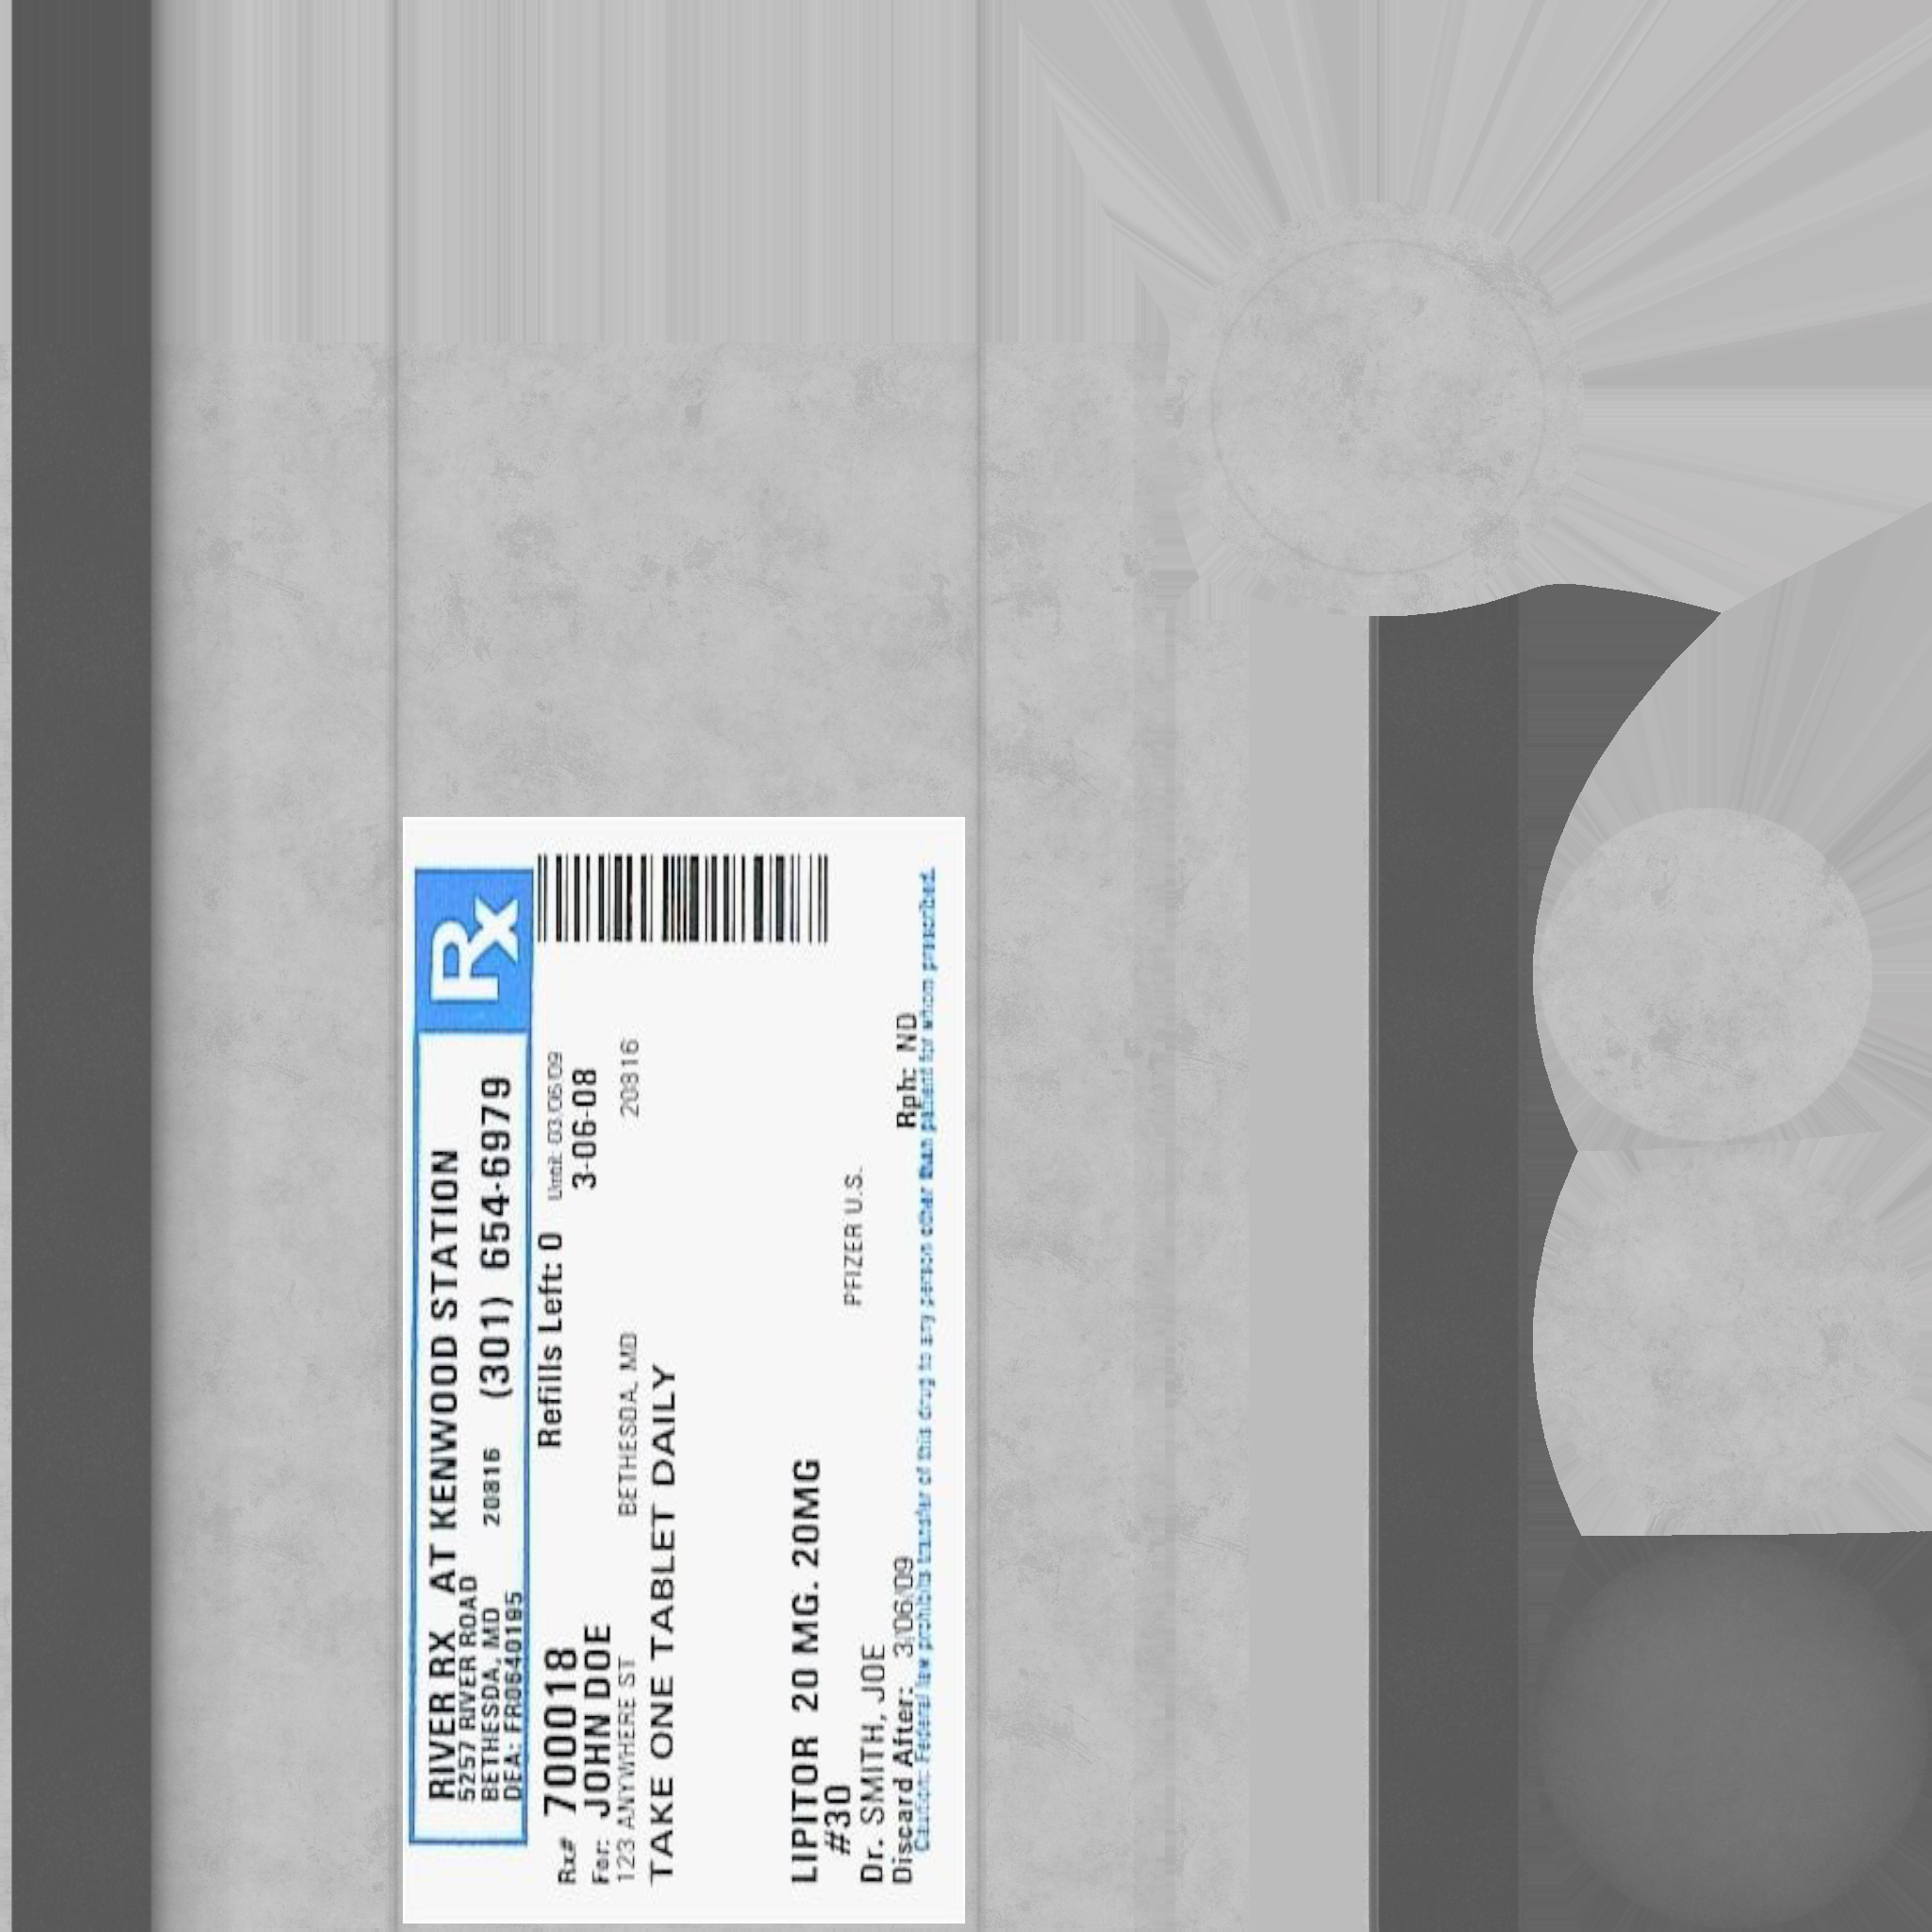 RIVER RX AT KENWOOD STATION
Rx
5257 RIVER ROAD
BETHESDA, MD 20816 (301) 654-6979
DEA: FR0640195
Rx# 700018 Refills Left: 0 Until: 03/06/09
For: JOHN DOE 3-06-08
123 ANYWHERE ST BETHESDA, MD 20816
TAKE ONE TABLET DAILY
LIPITOR 20 MG. 20MG
#30 PFIZER U.S.
Dr. SMITH, JOE
Discard After: 3/06/09 Rph: ND
Caution: Federal law prohibits transfer of this drug to any person other than patient for whom prescribed.